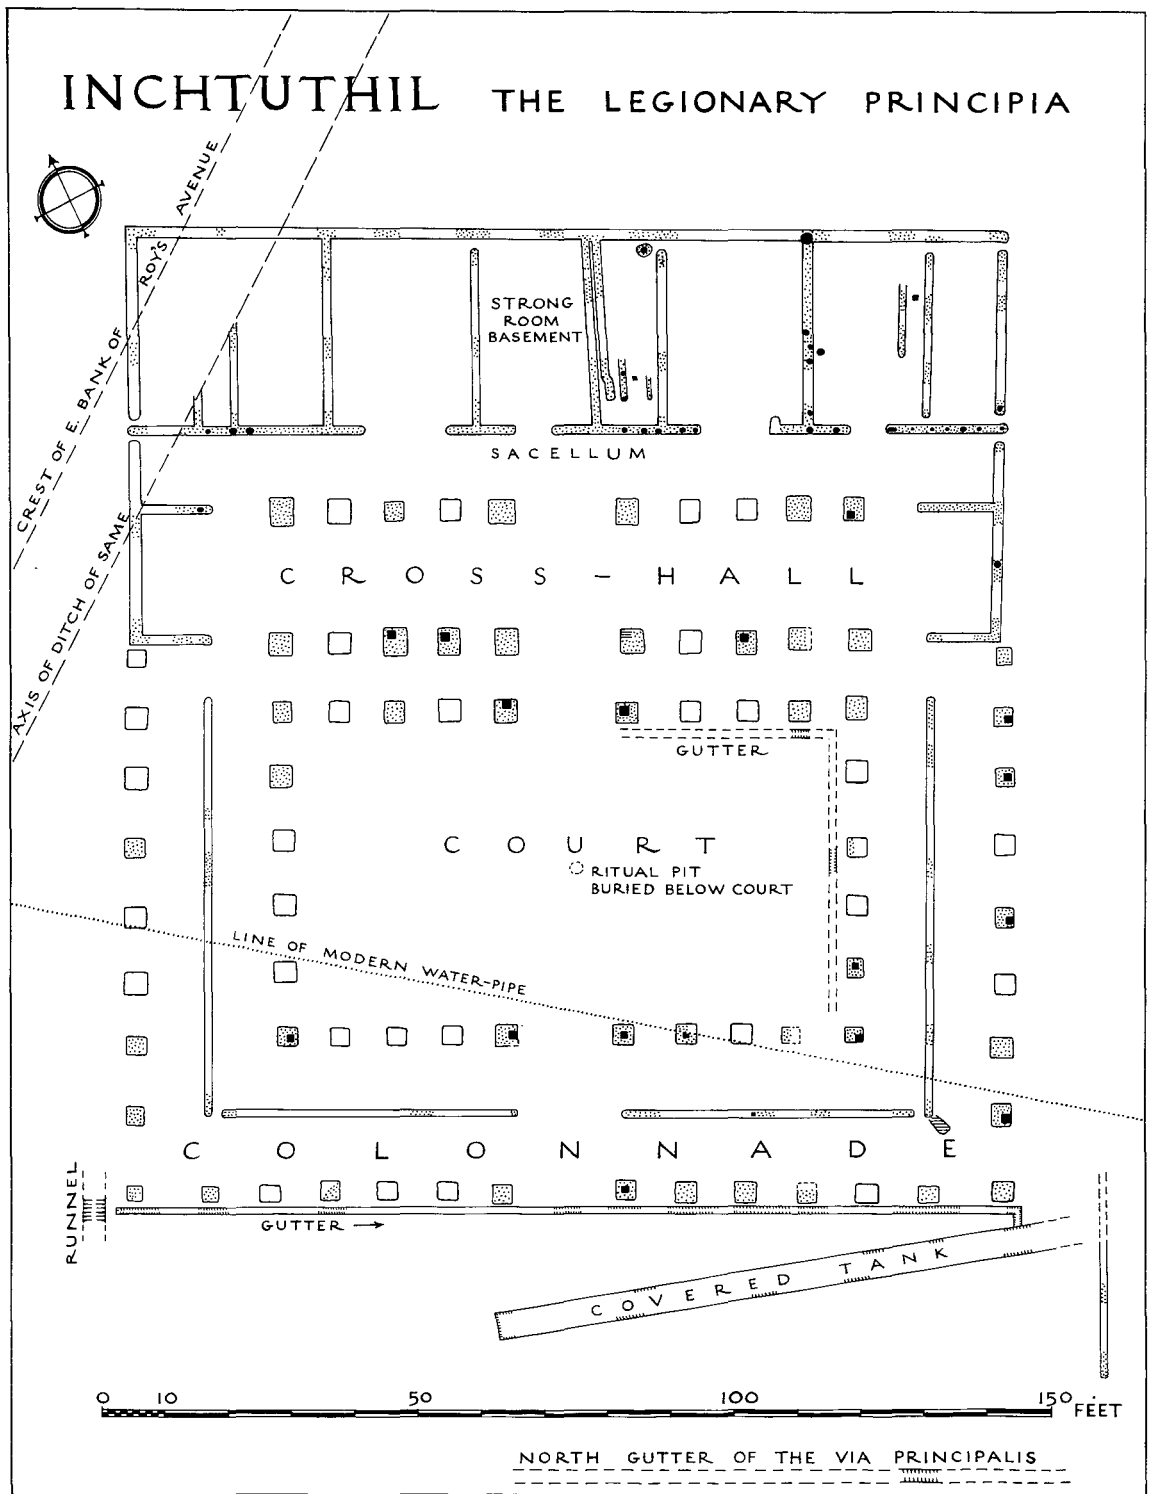 INCHTUTHIL THE LEGIONARY PRINCIPIA
CREST OF E. BANK OF ROY'S AVENUE
AXIS OF DITCH OF SAME
STRONG
ROOM
BASEMENT
SACELLUM
CROSS-HALL
GUTTER
COURT
RITUAL PIT
BURIED BELOW COURT
LINE OF MODERN WATER-PIPE
COLONNADE
RUNNEL
GUTTER →
COVERED TANK
0 10 50 100 150 FEET
NORTH GUTTER OF THE VIA PRINCIPALIS